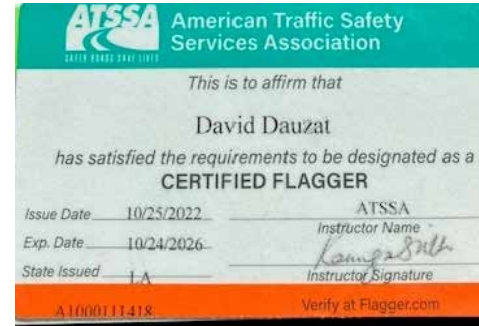 ATSSA
SAFER ROADS SAVE LIVES
American Traffic Safety
Services Association
This is to affirm that
David Dauzat
has satisfied the requirements to be designated as a
CERTIFIED FLAGGER
Issue Date 10/25/2022
ATSSA
Instructor Name
Exp. Date 10/24/2026
State Issued LA
Instructor Signature
A1000111418
Verify at Flagger.com